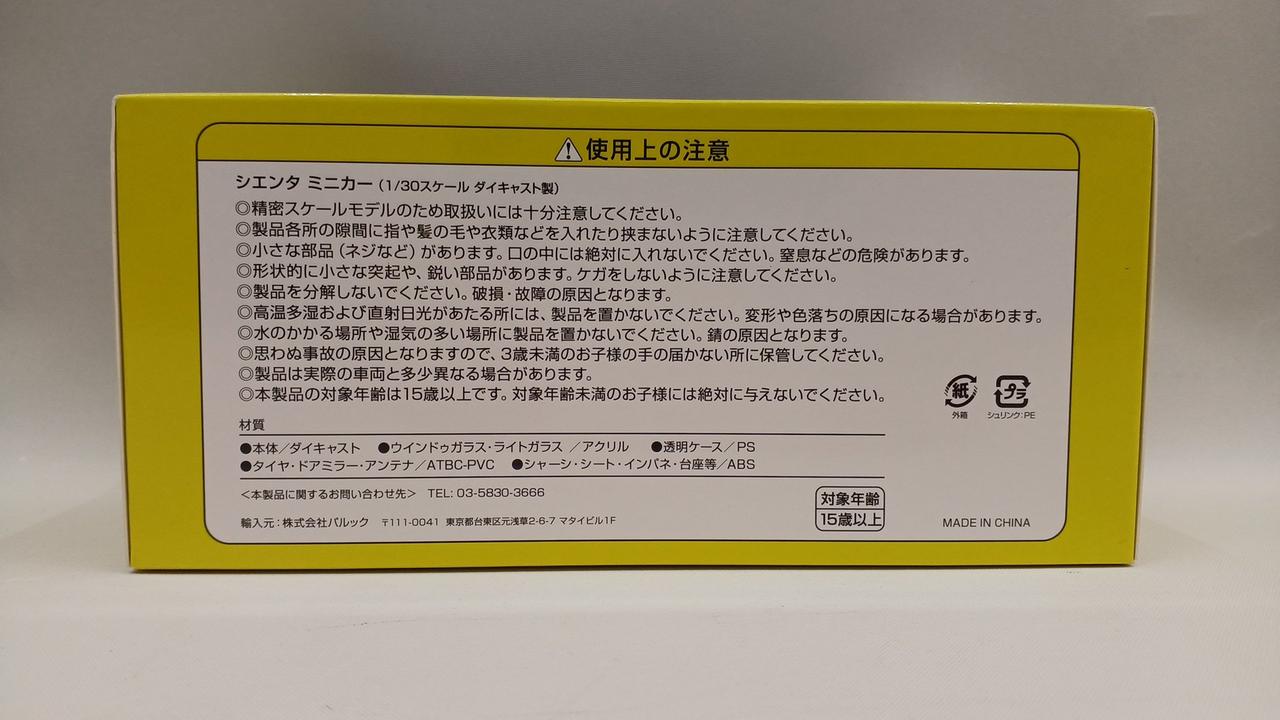 使用上の注意
シエンタ ミニカー (1/30スケール ダイキャスト製)
◎精密スケールモデルのため取扱いには十分注意してください。
◎製品各所の隙間に指や髪の毛や衣類などを入れたり挟まないように注意してください。
◎小さな部品 (ネジなど) があります。口の中には絶対に入れないでください。窒息などの危険があります。
◎形状的に小さな突起や、鋭い部品があります。ケガをしないように注意してください。
◎製品を分解しないでください。破損・故障の原因となります。
◎高温多湿および直射日光があたる所には、製品を置かないでください。変形や色落ちの原因になる場合があります。
◎水のかかる場所や湿気の多い場所に製品を置かないでください。錆の原因となります。
◎思わぬ事故の原因となりますので、3歳未満のお子様の手の届かない所に保管してください。
◎製品は実際の車両と多少異なる場合があります。
◎本製品の対象年齢は15歳以上です。対象年齢未満のお子様には絶対に与えないでください。
紙 プラ
外箱 シュリンク:PE
材質
●本体/ダイキャスト ●ウインドゥガラス・ライトガラス /アクリル ●透明ケース/PS
●タイヤ・ドアミラー・アンテナ/ATBC-PVC ●シャーシ・シート・インパネ・台座等/ABS
<本製品に関するお問い合わせ先> TEL: 03-5830-3666
対象年齢
15歳以上
輸入元:株式会社バルック 〒111-0041 東京都台東区元浅草2-6-7 マタイビル1F
MADE IN CHINA